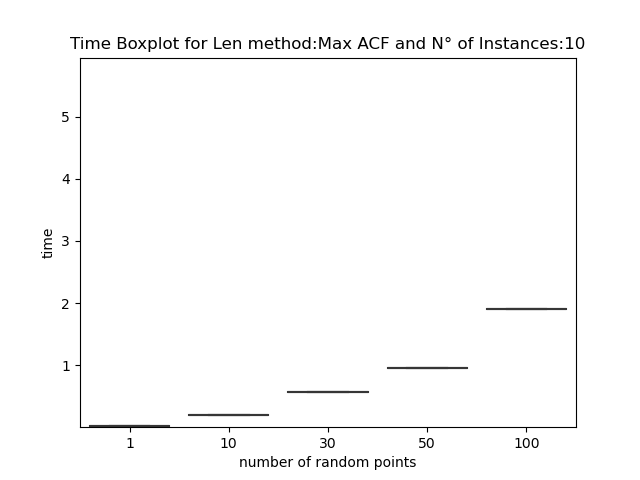 Time Boxplot for Len method:Max ACF and N° of Instances:10
5
4
3
2
1
time
1 10 30 50 100
number of random points